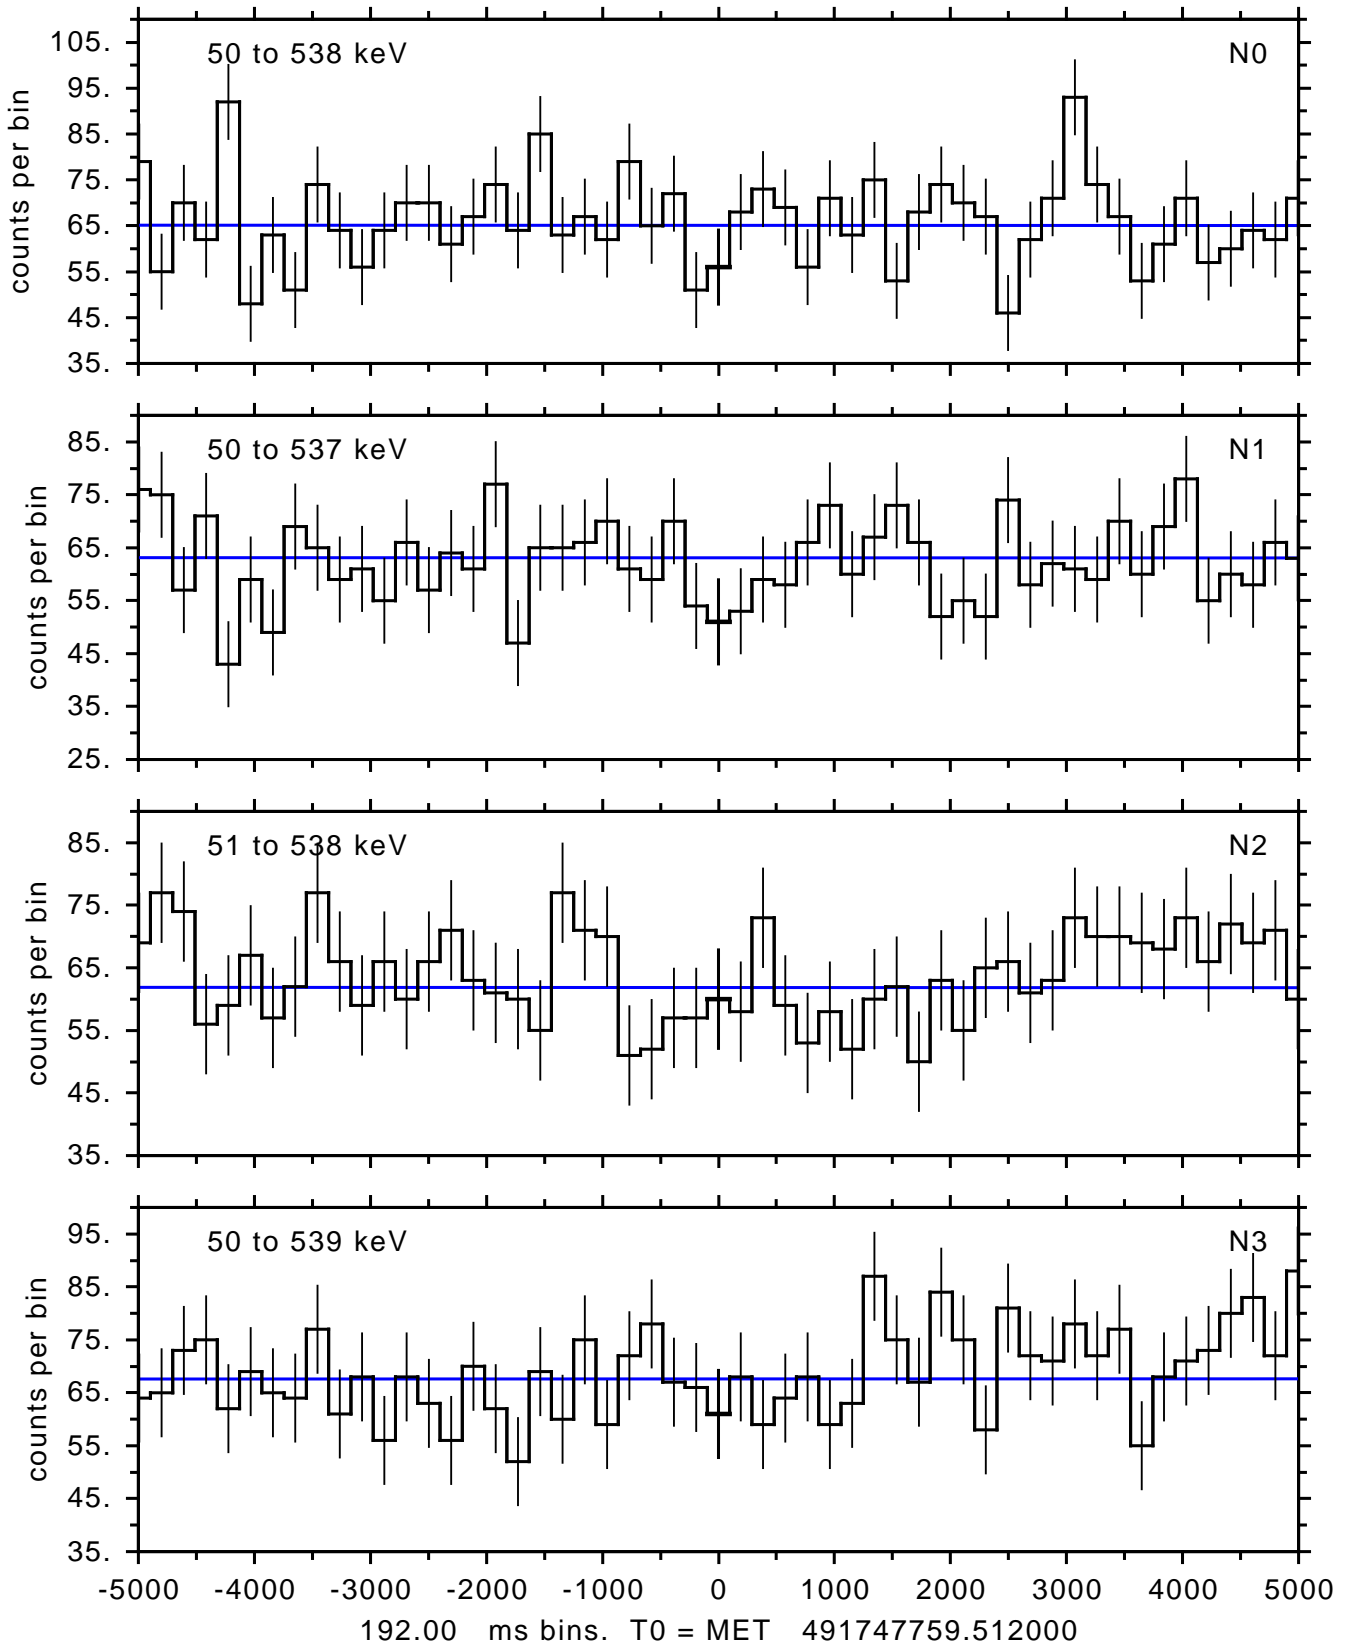 50 to 538 keV N0
105.
95.
85.
75.
65.
55.
45.
35.
counts per bin
50 to 537 keV N1
85.
75.
65.
55.
45.
35.
25.
counts per bin
51 to 538 keV N2
85.
75.
65.
55.
45.
35.
counts per bin
50 to 539 keV N3
95.
85.
75.
65.
55.
45.
35.
counts per bin
-5000 -4000 -3000 -2000 -1000 0 1000 2000 3000 4000 5000
192.00 ms bins. T0 = MET 491747759.512000